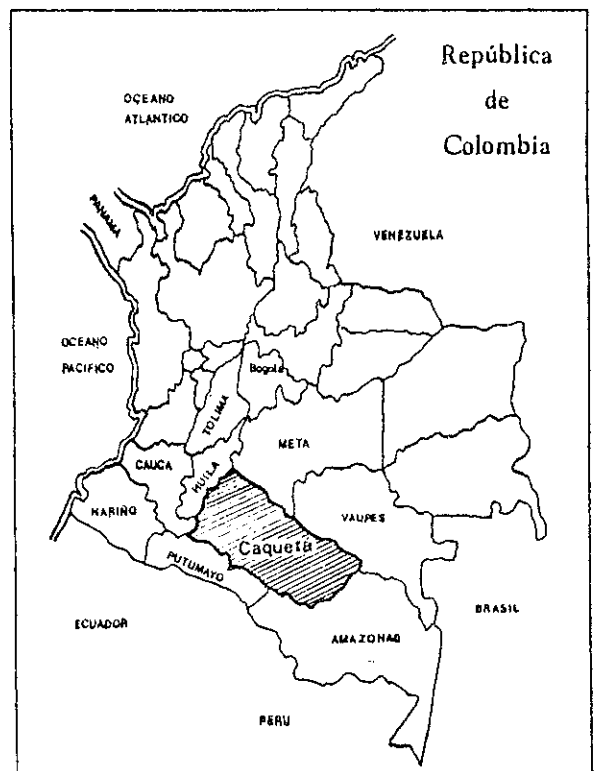 República
de
Colombia
OCEANO
ATLANTICO
PANAMA
VENEZUELA
OCEANO
PACIFICO
Bogotá
TOLIMA
META
CAUCA
HUILA
NARIÑO
VAUPES
Caquetá
PUTUMAYO
ECUADOR
BRASIL
AMAZONAS
PERU